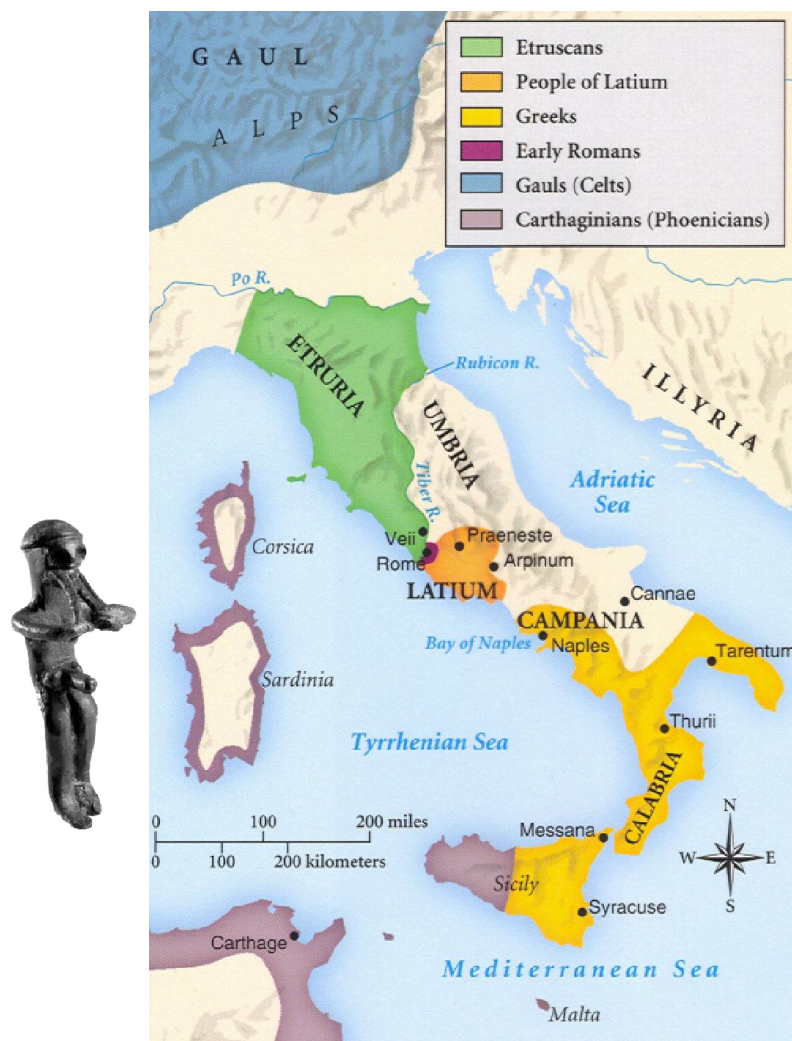 GAUL
ALPS
Etruscans
People of Latium
Greeks
Early Romans
Gauls (Celts)
Carthaginians (Phoenicians)
Po R.
ETRURIA
Rubicon R.
UMBRIA
ILLYRIA
Tiber R.
Adriatic
Sea
Corsica
Veii
Praeneste
Rome
Arpinum
LATIUM
Cannae
CAMPANIA
Bay of Naples
Naples
Tarentum
Sardinia
Thurii
Tyrrhenian Sea
CALABRIA
0 100 200 miles
0 100 200 kilometers
Messana
N
W E
S
Sicily
Syracuse
Carthage
Mediterranean Sea
Malta